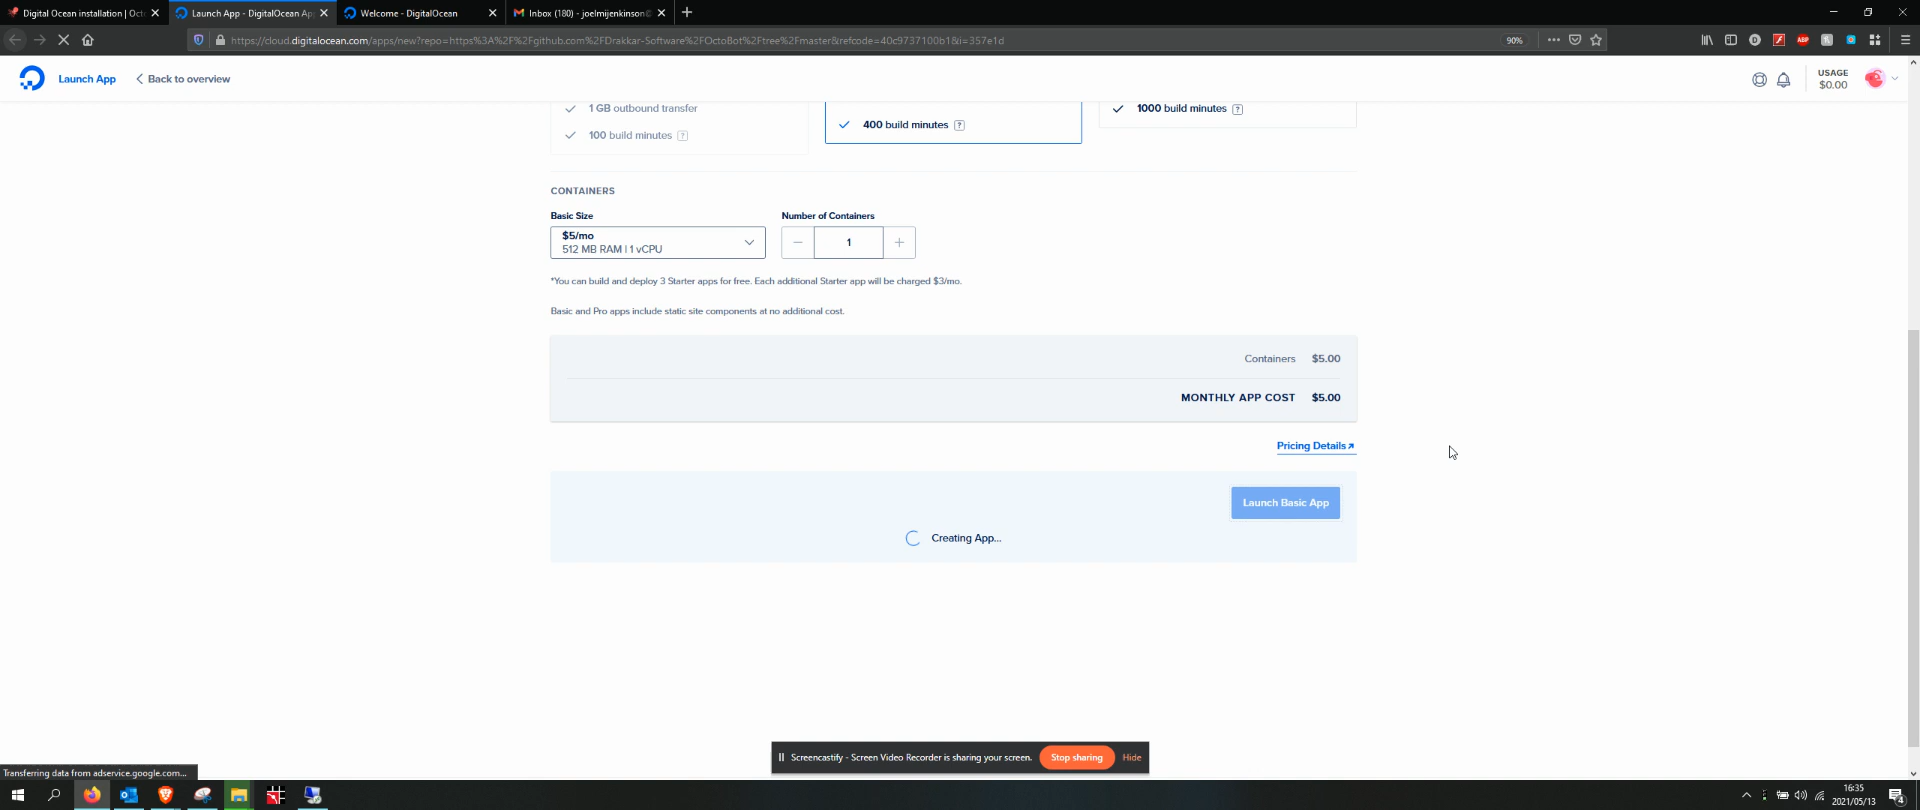 Digital Ocean installation | Oct
Launch App - DigitalOcean Ap
Welcome - DigitalOcean
Inbox (180) - joelmijenkinson
https://cloud.digitalocean.com/apps/new?repo=https%3A%2F%2Fgithub.com%2FDrakkar-Software%2FOctoBot%2Ftree%2Fmaster&refcode=40c9737100b1&i=357e1d
90%
ABP
Launch App
Back to overview
USAGE
$0.00
1 GB outbound transfer
100 build minutes ?
400 build minutes ?
1000 build minutes ?
CONTAINERS
Basic Size
Number of Containers
$5/mo
512 MB RAM | 1 vCPU
1
*You can build and deploy 3 Starter apps for free. Each additional Starter app will be charged $3/mo.
Basic and Pro apps include static site components at no additional cost.
Containers $5.00
MONTHLY APP COST $5.00
Pricing Details
Launch Basic App
Creating App...
Screencastify - Screen Video Recorder is sharing your screen.
Stop sharing
Hide
Transferring data from adservice.google.com...
16:35
2021/05/13
4